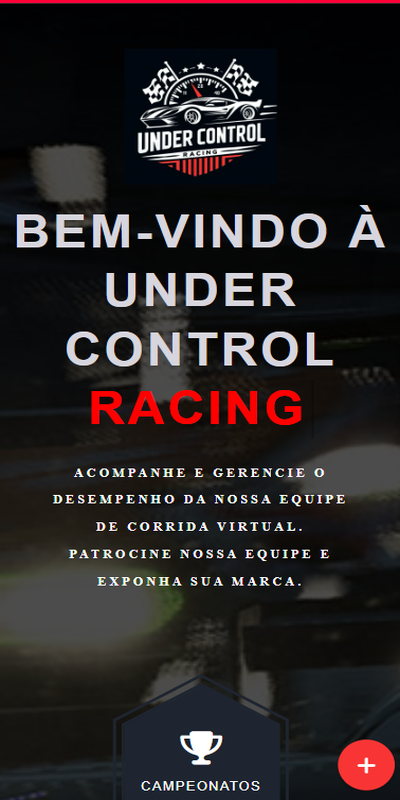 UNDER CONTROL
RACING
BEM-VINDO À
UNDER
CONTROL
RACING
ACOMPANHE E GERENCIE O
DESEMPENHO DA NOSSA EQUIPE
DE CORRIDA VIRTUAL.
PATROCINE NOSSA EQUIPE E
EXPONHA SUA MARCA.
CAMPEONATOS